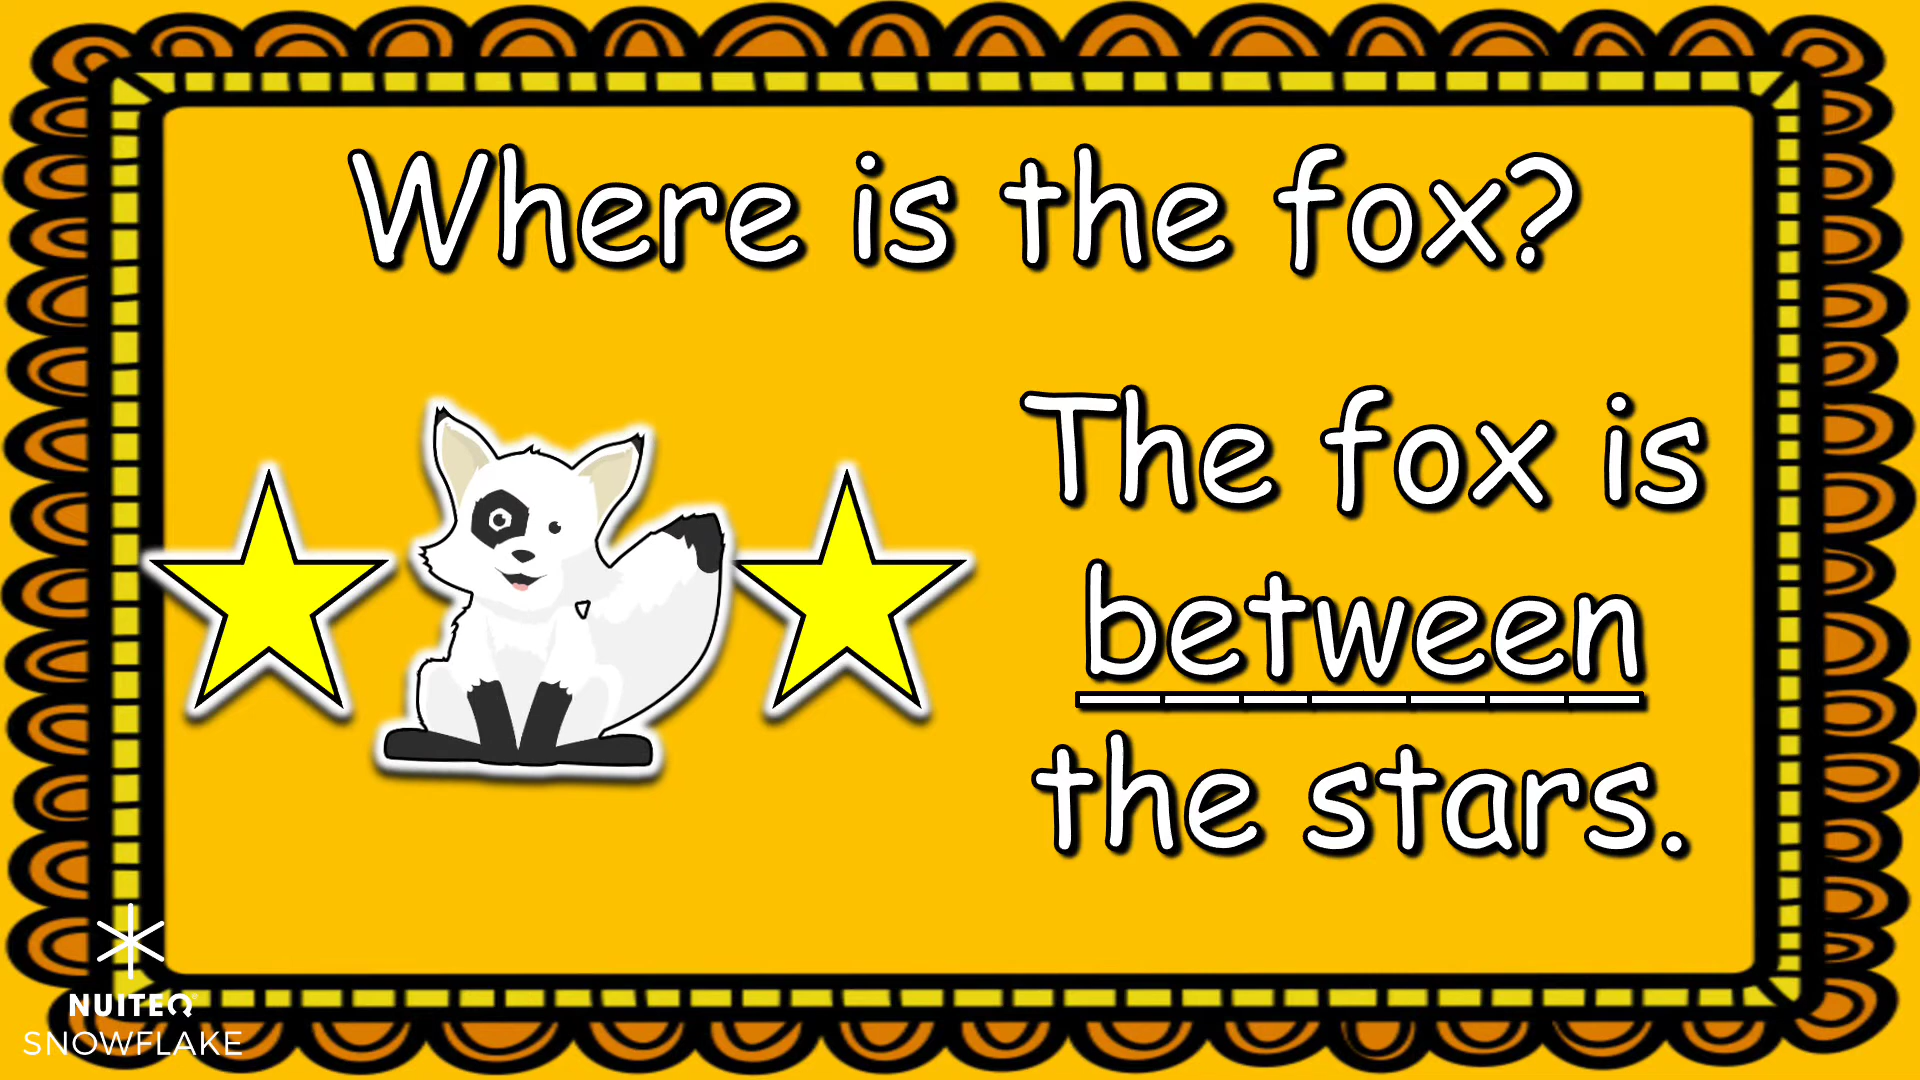 Where is the fox?
The fox is
between
the stars.
NUITEQ
SNOWFLAKE